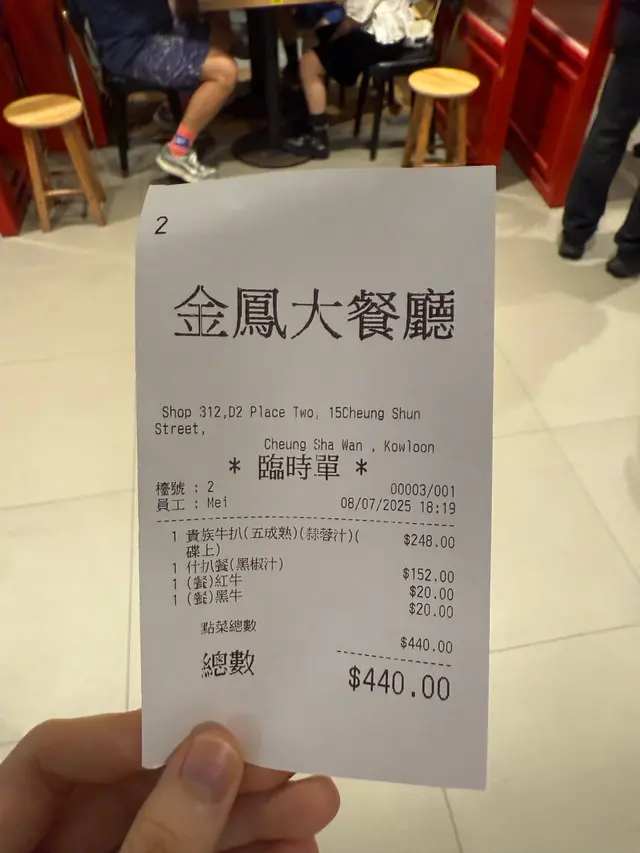 2
金鳳大餐廳
Shop 312,D2 Place Two, 15Cheung Shun
Street,
Cheung Sha Wan , Kowloon
* 臨時單 *
檯號 : 2 00003/001
員工 : Mei 08/07/2025 18:19
1 貴族牛扒(五成熟)(蒜蓉汁)( $248.00
碟上)
1 什扒餐(黑椒汁) $152.00
1 (餐)紅牛 $20.00
1 (餐)黑牛 $20.00
點菜總數 $440.00
總數 $440.00